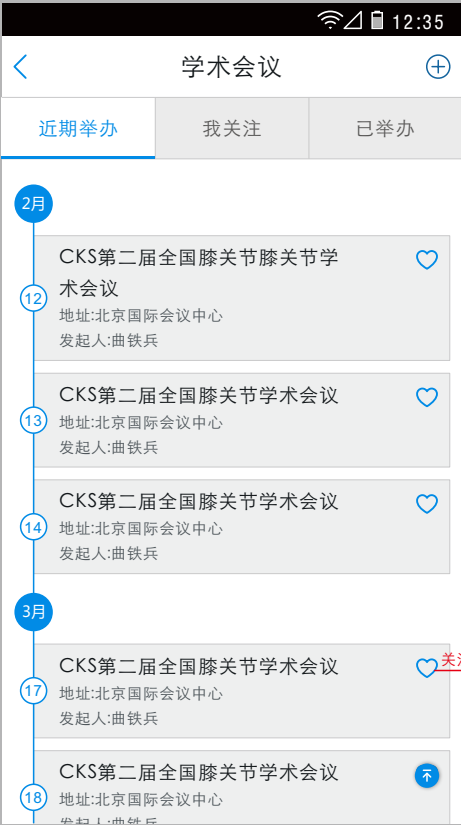 12:35
学术会议
近期举办
我关注
已举办
2月
CKS第二届全国膝关节膝关节学
术会议
12
地址:北京国际会议中心
发起人:曲铁兵
CKS第二届全国膝关节学术会议
13
地址:北京国际会议中心
发起人:曲铁兵
CKS第二届全国膝关节学术会议
14
地址:北京国际会议中心
发起人:曲铁兵
3月
CKS第二届全国膝关节学术会议
关
17
地址:北京国际会议中心
发起人:曲铁兵
CKS第二届全国膝关节学术会议
18
地址:北京国际会议中心
发起人:曲铁兵